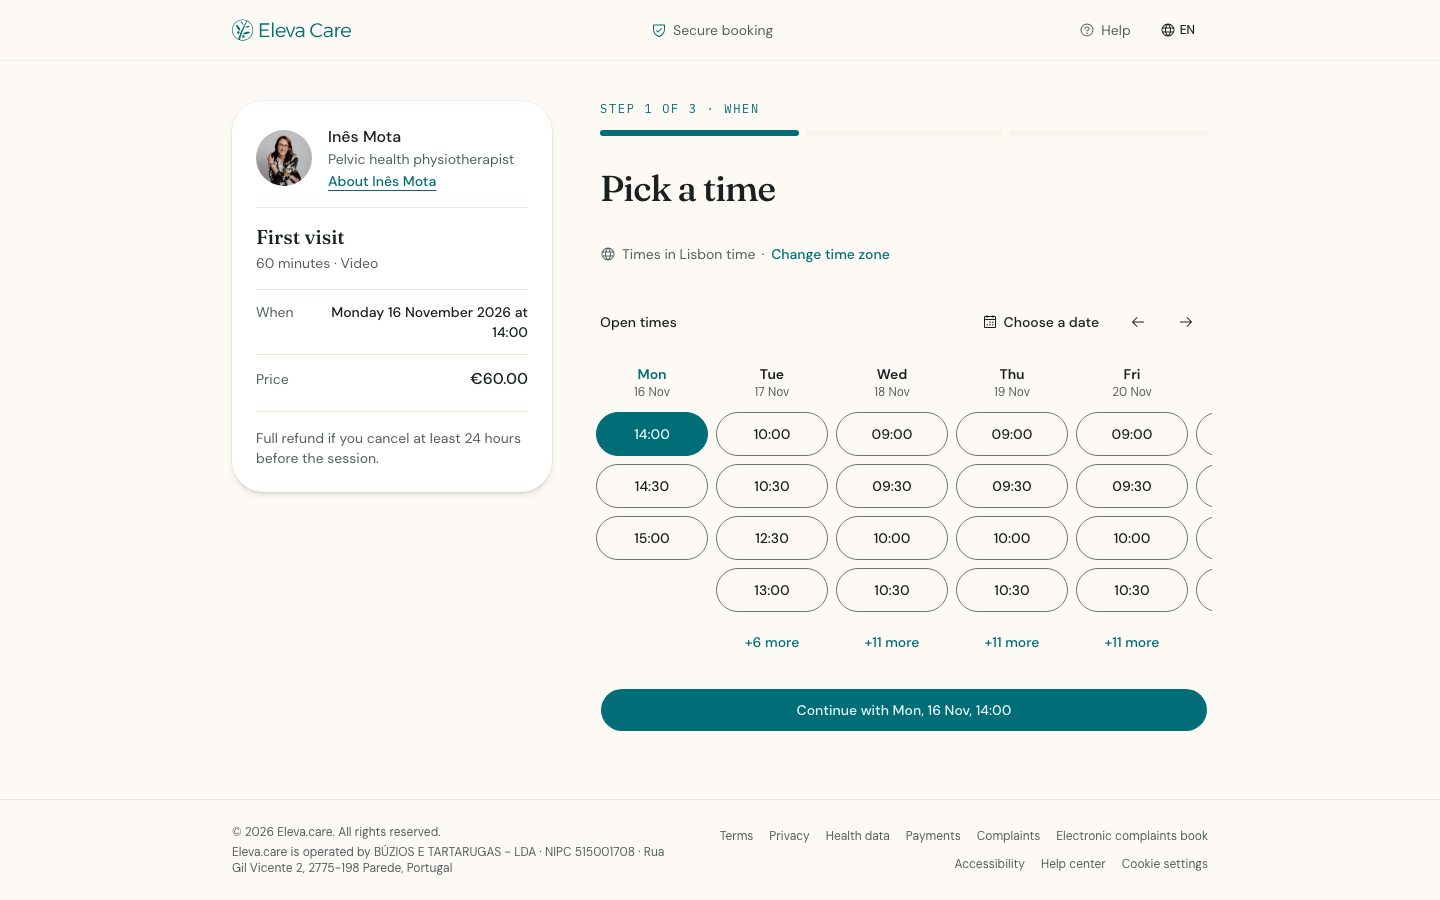 Eleva Care
Secure booking
Help
EN
Inês Mota
Pelvic health physiotherapist
About Inês Mota
First visit
60 minutes · Video
When
Monday 16 November 2026 at
14:00
Price
€60.00
Full refund if you cancel at least 24 hours
before the session.
STEP 1 OF 3 · WHEN
Pick a time
Times in Lisbon time · Change time zone
Open times
Choose a date
Mon Tue Wed Thu Fri
16 Nov 17 Nov 18 Nov 19 Nov 20 Nov
14:00 10:00 09:00 09:00 09:00
14:30 10:30 09:30 09:30 09:30
15:00 12:30 10:00 10:00 10:00
13:00 10:30 10:30 10:30
+6 more +11 more +11 more +11 more
Continue with Mon, 16 Nov, 14:00
© 2026 Eleva.care. All rights reserved.
Eleva.care is operated by BÚZIOS E TARTARUGAS – LDA · NIPC 515001708 · Rua
Gil Vicente 2, 2775-198 Parede, Portugal
Terms Privacy Health data Payments Complaints Electronic complaints book
Accessibility Help center Cookie settings